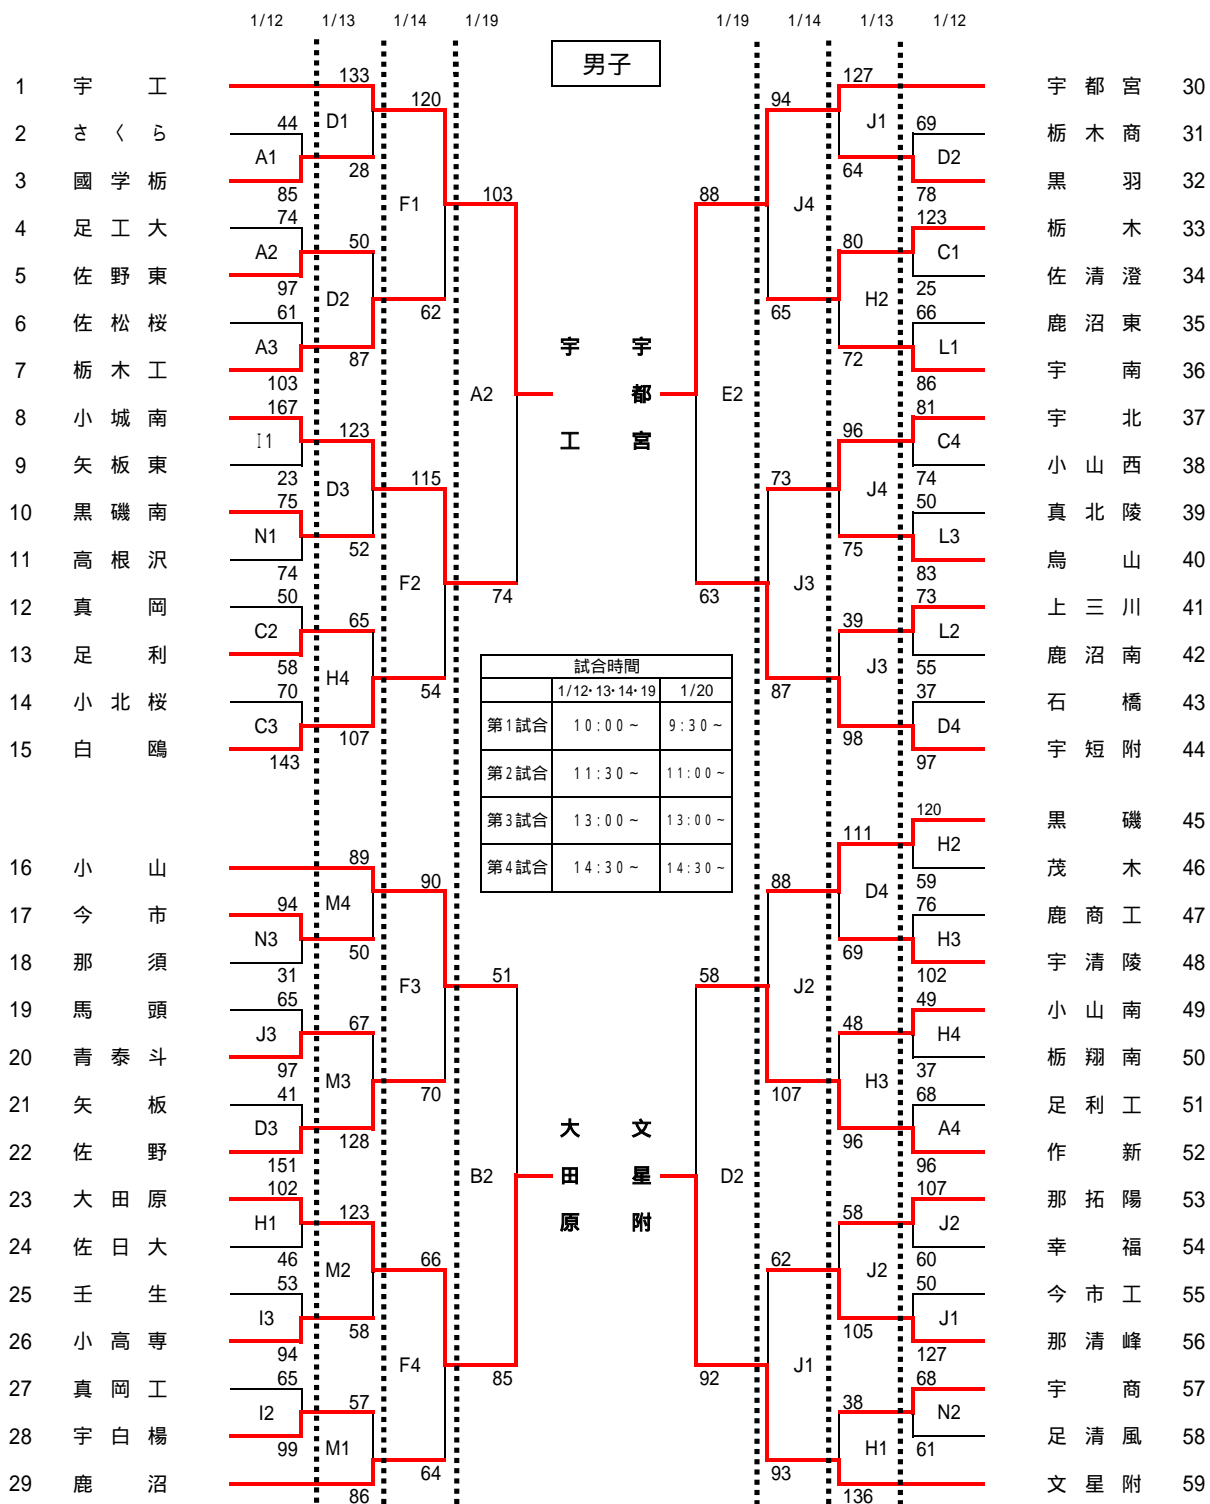 1/12 1/13 1/14 1/19 1/19 1/14 1/13 1/12
男子
133 127
1 宇工 宇都宮 30
120 94
44 D1 J1 69
2 さくら 栃木商 31
A1 D2
28 64
3 國学栃 黒羽 32
85 F1 103 88 J4 78
74 123
4 足工大 栃木 33
A2 50 80 C1
5 佐野東 佐清澄 34
97 D2 H2 25
61 62 65 66
6 佐松桜 鹿沼東 35
A3 87 宇 宇 72 L1
7 栃木工 宇南 36
103 A2 都 E2 86
167 81
8 小城南 宇北 37
I1 123 工 宮 96 C4
9 矢板東 小山西 38
23 D3 115 73 J4 74
75 50
10 黒磯南 真北陵 39
N1 52 75 L3
11 高根沢 烏山 40
74 F2 74 63 J3 83
50 73
12 真岡 上三川 41
C2 65 39 L2
13 足利 鹿沼南 42
58 H4 試合時間 J3 55
70 54 1/12・13・14・19 1/20 87 37
14 小北桜 石橋 43
C3 107 第1試合 10:00~ 9:30~ 98 D4
15 白鴎 宇短附 44
143 97
第2試合 11:30~ 11:00~
第3試合 13:00~ 13:00~
120
黒磯 45
111 H2
第4試合 14:30~ 14:30~
89
16 小山 茂木 46
90 88 59
94 M4 D4 76
17 今市 鹿商工 47
N3 50 69 H3
18 那須 宇清陵 48
31 F3 51 58 J2 102
65 49
19 馬頭 小山南 49
J3 67 48 H4
20 青泰斗 栃翔南 50
97 M3 H3 37
41 70 107 68
21 矢板 足利工 51
D3 128 大 文 96 A4
22 佐野 作新 52
151 B2 田 星 D2 96
102 107
23 大田原 那拓陽 53
H1 123 原 附 58 J2
24 佐日大 幸福 54
46 M2 66 62 J2 60
53 50
25 壬生 今市工 55
I3 58 105 J1
26 小高専 那清峰 56
94 F4 85 92 J1 127
65 68
27 真岡工 宇商 57
I2 57 38 N2
28 宇白楊 足清風 58
99 M1 H1 61
64 93
29 鹿沼 文星附 59
86 136